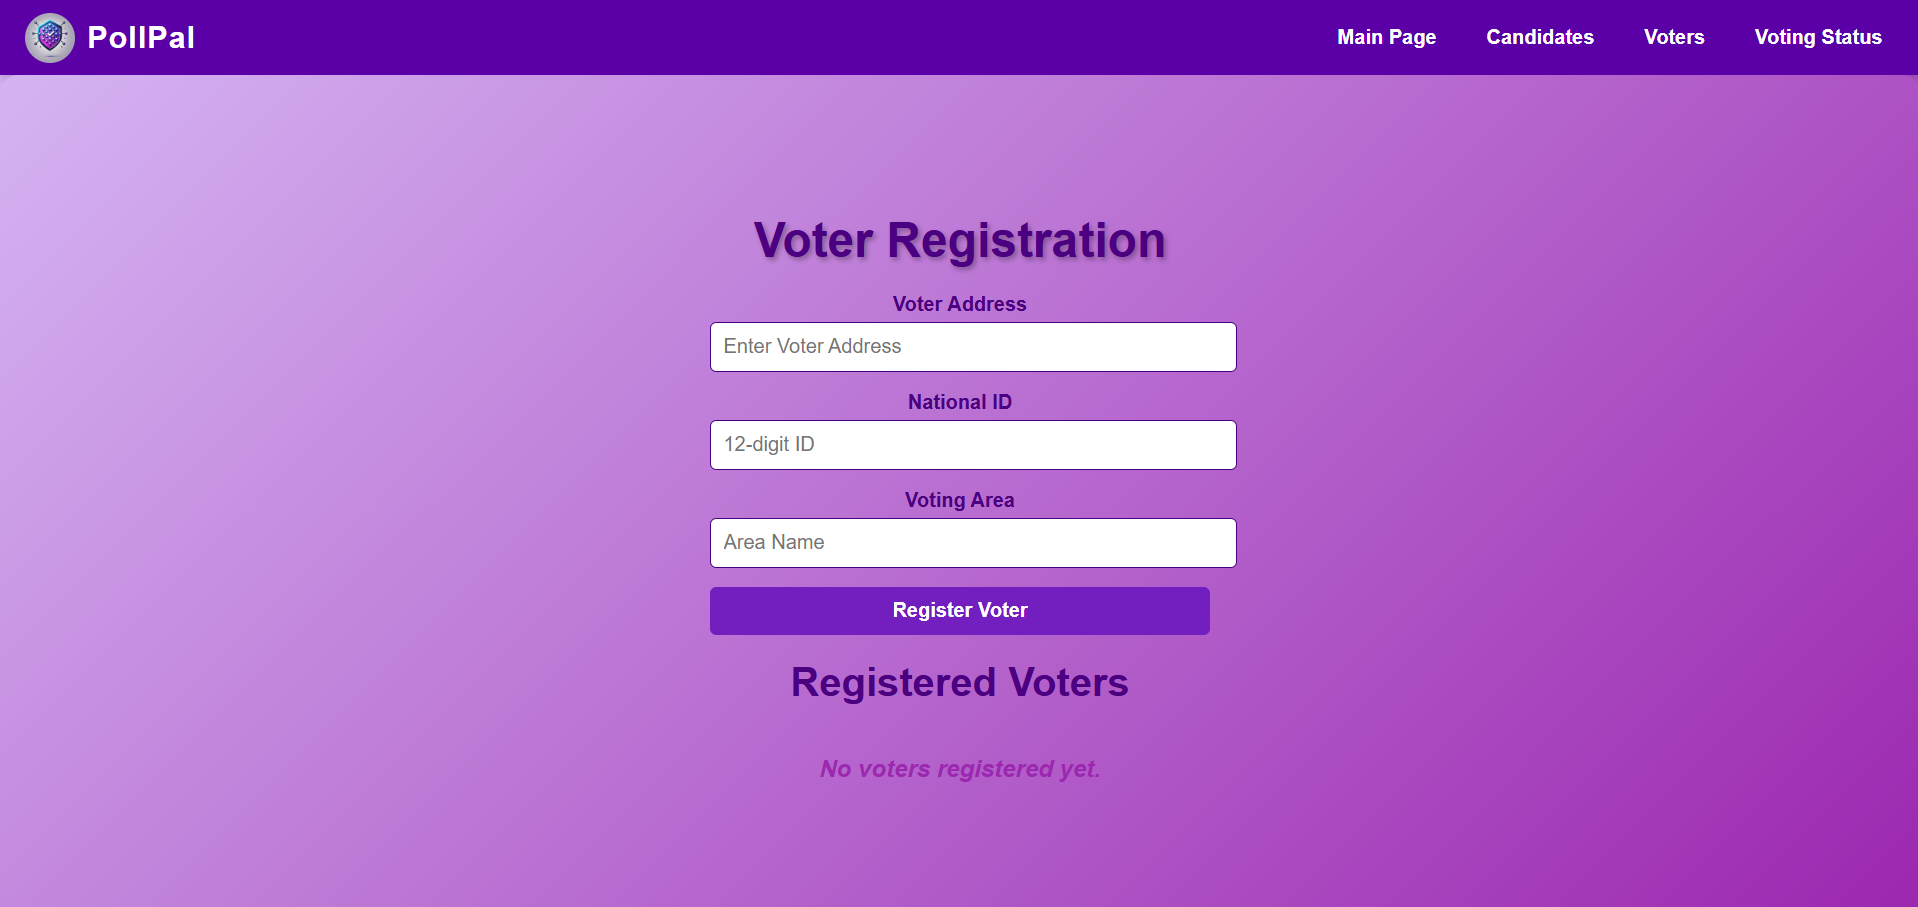 PollPal
Main Page
Candidates
Voters
Voting Status
Voter Registration
Voter Address
Enter Voter Address
National ID
12-digit ID
Voting Area
Area Name
Register Voter
Registered Voters
No voters registered yet.